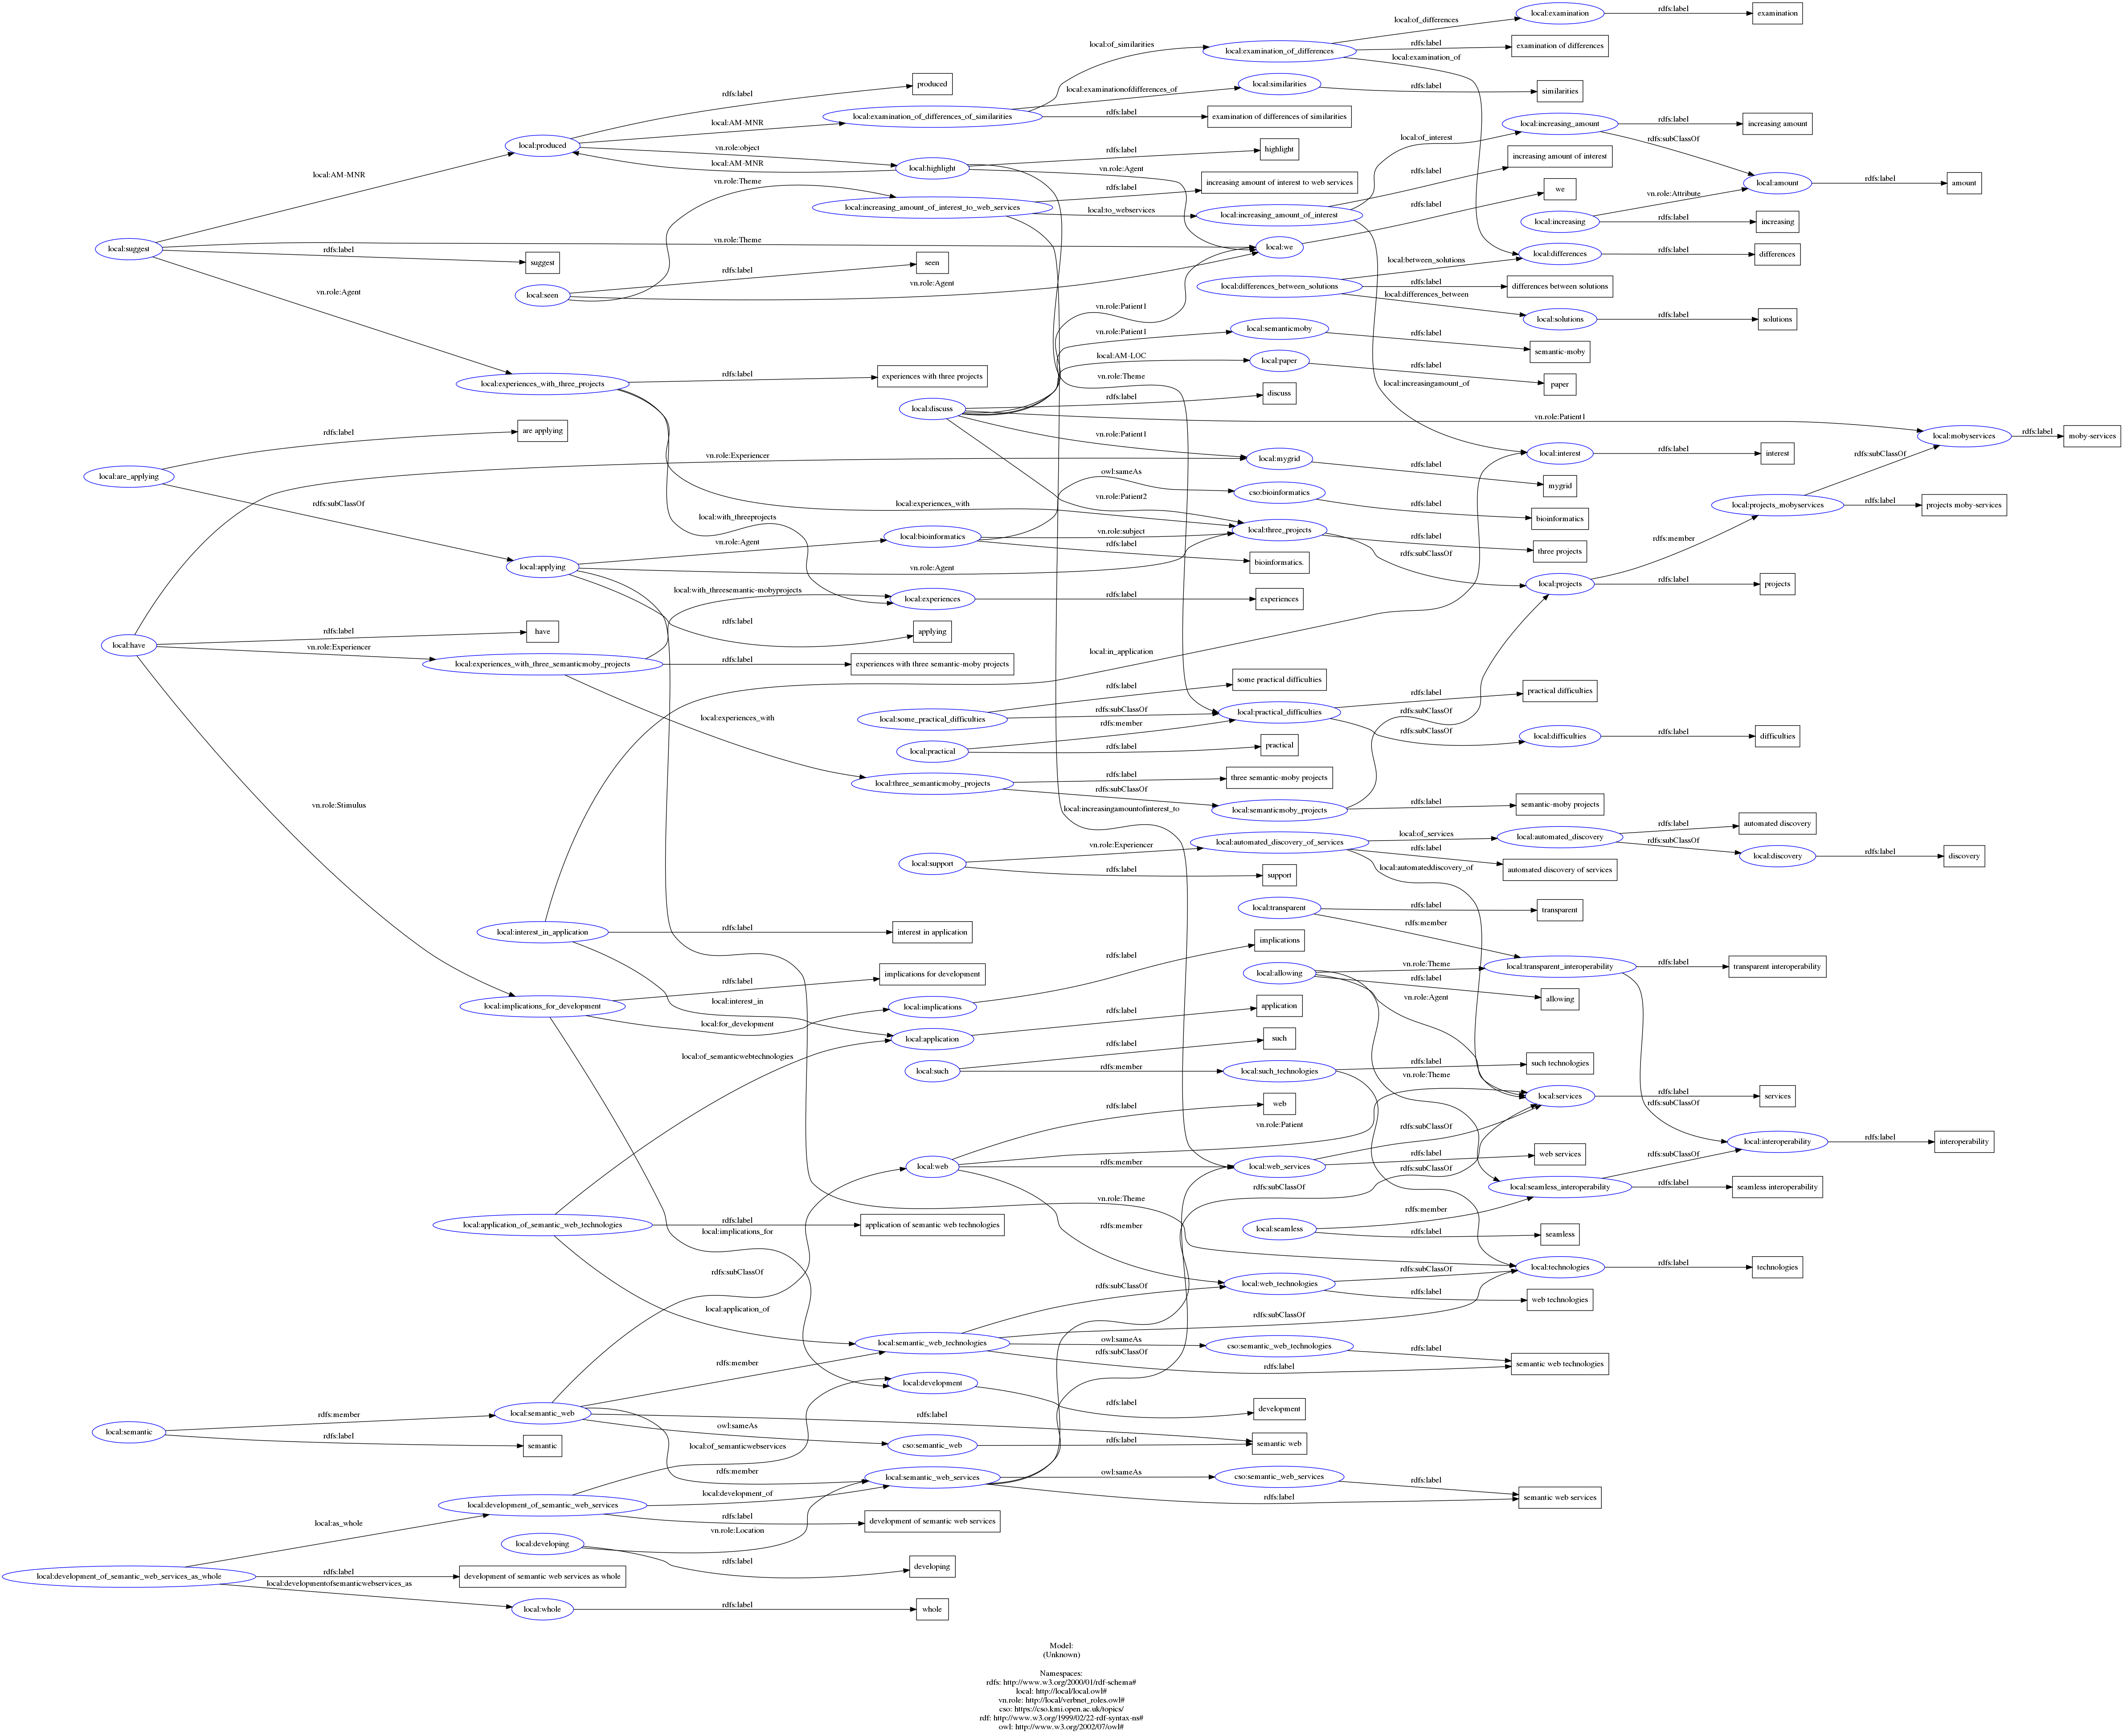 local:examination
rdfs:label
examination
local:of_differences
local:of_similarities
local:examination_of_differences
rdfs:label
examination of differences
local:examination_of
produced
rdfs:label
local:examinationofdifferences_of
local:similarities
rdfs:label
similarities
local:AM-MNR
local:examination_of_differences_of_similarities
rdfs:label
examination of differences of similarities
local:increasing_amount
rdfs:label
increasing amount
local:of_interest
rdfs:subClassOf
local:produced
vn.role:object
local:AM-MNR
local:highlight
rdfs:label
highlight
vn.role:Agent
increasing amount of interest
rdfs:label
local:AM-MNR
vn.role:Theme
rdfs:label
increasing amount of interest to web services
we
rdfs:label
vn.role:Attribute
local:amount
rdfs:label
amount
local:increasing_amount_of_interest_to_web_services
local:to_webservices
local:increasing_amount_of_interest
local:increasing
rdfs:label
increasing
local:suggest
vn.role:Theme
rdfs:label
suggest
local:we
local:differences
rdfs:label
differences
local:between_solutions
seen
rdfs:label
vn.role:Agent
vn.role:Agent
local:seen
local:differences_between_solutions
rdfs:label
differences between solutions
local:differences_between
vn.role:Patient1
local:solutions
rdfs:label
solutions
vn.role:Patient1
local:semanticmoby
rdfs:label
semantic-moby
local:AM-LOC
local:paper
rdfs:label
paper
local:experiences_with_three_projects
rdfs:label
experiences with three projects
vn.role:Theme
local:increasingamount_of
local:discuss
rdfs:label
discuss
vn.role:Patient1
rdfs:label
are applying
vn.role:Patient1
local:mobyservices
rdfs:label
moby-services
vn.role:Experiencer
local:mygrid
rdfs:label
mygrid
local:interest
rdfs:label
interest
rdfs:subClassOf
local:are_applying
owl:sameAs
cso:bioinformatics
rdfs:label
bioinformatics
rdfs:subClassOf
local:experiences_with
vn.role:Patient2
local:projects_mobyservices
rdfs:label
projects moby-services
local:with_threeprojects
local:bioinformatics
vn.role:subject
rdfs:label
local:three_projects
rdfs:label
three projects
rdfs:member
vn.role:Agent
bioinformatics.
rdfs:subClassOf
local:applying
vn.role:Agent
local:projects
rdfs:label
projects
local:with_threesemantic-mobyprojects
local:experiences
rdfs:label
experiences
rdfs:label
applying
local:have
rdfs:label
have
vn.role:Experiencer
local:in_application
local:experiences_with_three_semanticmoby_projects
rdfs:label
experiences with three semantic-moby projects
rdfs:label
some practical difficulties
rdfs:label
practical difficulties
local:experiences_with
local:some_practical_difficulties
rdfs:subClassOf
local:practical_difficulties
rdfs:subClassOf
rdfs:member
rdfs:subClassOf
local:difficulties
rdfs:label
difficulties
local:practical
rdfs:label
practical
local:three_semanticmoby_projects
rdfs:label
three semantic-moby projects
rdfs:subClassOf
vn.role:Stimulus
local:increasingamountofinterest_to
local:semanticmoby_projects
rdfs:label
semantic-moby projects
rdfs:label
automated discovery
local:of_services
local:automated_discovery
rdfs:subClassOf
local:support
vn.role:Experiencer
local:automated_discovery_of_services
rdfs:label
local:discovery
rdfs:label
discovery
rdfs:label
support
local:automateddiscovery_of
automated discovery of services
local:transparent
rdfs:label
transparent
rdfs:member
local:interest_in_application
rdfs:label
interest in application
implications
rdfs:label
local:allowing
vn.role:Theme
local:transparent_interoperability
rdfs:label
transparent interoperability
rdfs:label
implications for development
rdfs:label
allowing
vn.role:Agent
local:implications_for_development
local:interest_in
local:implications
local:for_development
rdfs:label
application
local:application
such
rdfs:label
local:of_semanticwebtechnologies
local:such
rdfs:member
local:such_technologies
rdfs:label
such technologies
vn.role:Theme
local:services
rdfs:label
services
rdfs:label
web
rdfs:subClassOf
vn.role:Patient
rdfs:subClassOf
local:interoperability
rdfs:label
interoperability
local:web
rdfs:member
local:web_services
rdfs:label
web services
rdfs:subClassOf
rdfs:subClassOf
rdfs:subClassOf
local:seamless_interoperability
rdfs:label
seamless interoperability
vn.role:Theme
rdfs:member
local:application_of_semantic_web_technologies
rdfs:label
application of semantic web technologies
rdfs:member
local:seamless
rdfs:label
seamless
local:implications_for
rdfs:subClassOf
rdfs:subClassOf
local:technologies
rdfs:label
technologies
rdfs:subClassOf
local:web_technologies
rdfs:label
web technologies
local:application_of
rdfs:subClassOf
local:semantic_web_technologies
owl:sameAs
cso:semantic_web_technologies
rdfs:label
rdfs:subClassOf
rdfs:label
semantic web technologies
rdfs:member
local:development
rdfs:label
development
local:semantic
rdfs:member
local:semantic_web
rdfs:label
owl:sameAs
rdfs:label
semantic
local:of_semanticwebservices
cso:semantic_web
rdfs:label
semantic web
rdfs:member
local:semantic_web_services
owl:sameAs
cso:semantic_web_services
rdfs:label
local:development_of
rdfs:label
semantic web services
local:development_of_semantic_web_services
rdfs:label
development of semantic web services
local:as_whole
vn.role:Location
local:developing
rdfs:label
developing
local:development_of_semantic_web_services_as_whole
rdfs:label
development of semantic web services as whole
local:developmentofsemanticwebservices_as
local:whole
rdfs:label
whole
Model:
(Unknown)
Namespaces:
rdfs: http://www.w3.org/2000/01/rdf-schema#
local: http://local/local.owl#
vn.role: http://local/verbnet_roles.owl#
cso: https://cso.kmi.open.ac.uk/topics/
rdf: http://www.w3.org/1999/02/22-rdf-syntax-ns#
owl: http://www.w3.org/2002/07/owl#